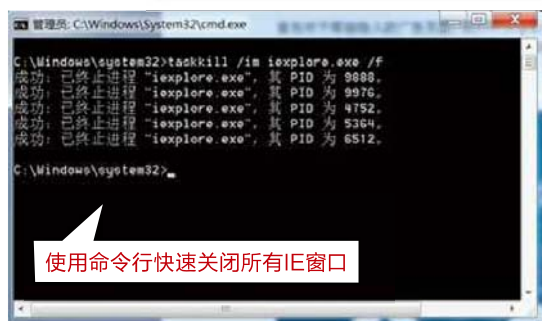 管理员: C:\Windows\System32\cmd.exe
C:\Windows\system32>taskkill /im iexplore.exe /f
成功: 已终止进程 "iexplore.exe"，其 PID 为 9888。
成功: 已终止进程 "iexplore.exe"，其 PID 为 9976。
成功: 已终止进程 "iexplore.exe"，其 PID 为 4752。
成功: 已终止进程 "iexplore.exe"，其 PID 为 5364。
成功: 已终止进程 "iexplore.exe"，其 PID 为 6512。
C:\Windows\system32>
使用命令行快速关闭所有IE窗口